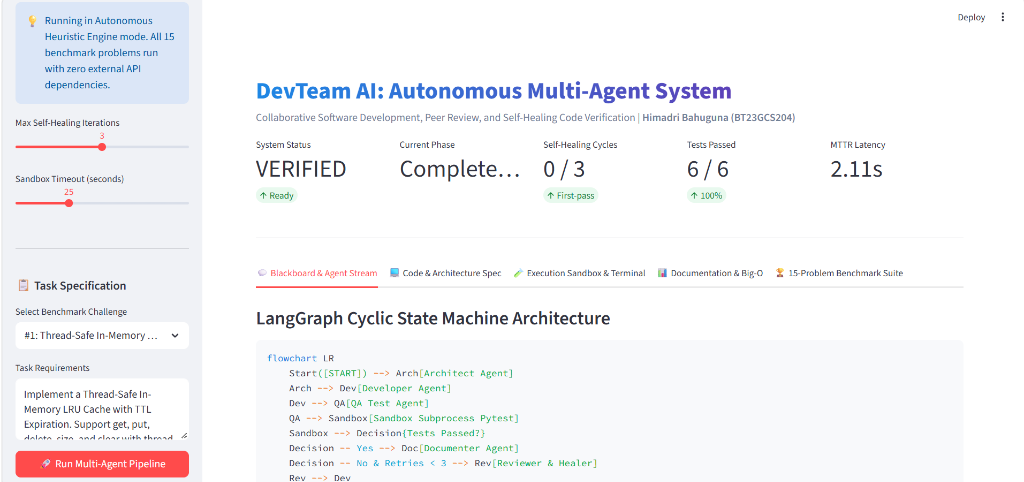 Running in Autonomous
Heuristic Engine mode. All 15
benchmark problems run
with zero external API
dependencies.
Max Self-Healing Iterations
3
Sandbox Timeout (seconds)
25
Task Specification
Select Benchmark Challenge
#1: Thread-Safe In-Memory ...
Task Requirements
Implement a Thread-Safe In-
Memory LRU Cache with TTL
Expiration. Support get, put,
delete, size, and clear with thread
Run Multi-Agent Pipeline
Deploy
DevTeam AI: Autonomous Multi-Agent System
Collaborative Software Development, Peer Review, and Self-Healing Code Verification | Himadri Bahuguna (BT23GCS204)
System Status
VERIFIED
↑ Ready
Current Phase
Complete...
Self-Healing Cycles
0 / 3
↑ First-pass
Tests Passed
6 / 6
↑ 100%
MTTR Latency
2.11s
Blackboard & Agent Stream
Code & Architecture Spec
Execution Sandbox & Terminal
Documentation & Big-O
15-Problem Benchmark Suite
LangGraph Cyclic State Machine Architecture
flowchart LR
Start([START]) --> Arch[Architect Agent]
Arch --> Dev[Developer Agent]
Dev --> QA[QA Test Agent]
QA --> Sandbox[Sandbox Subprocess Pytest]
Sandbox --> Decision{Tests Passed?}
Decision -- Yes --> Doc[Documenter Agent]
Decision -- No & Retries < 3 --> Rev[Reviewer & Healer]
Rev --> Dev